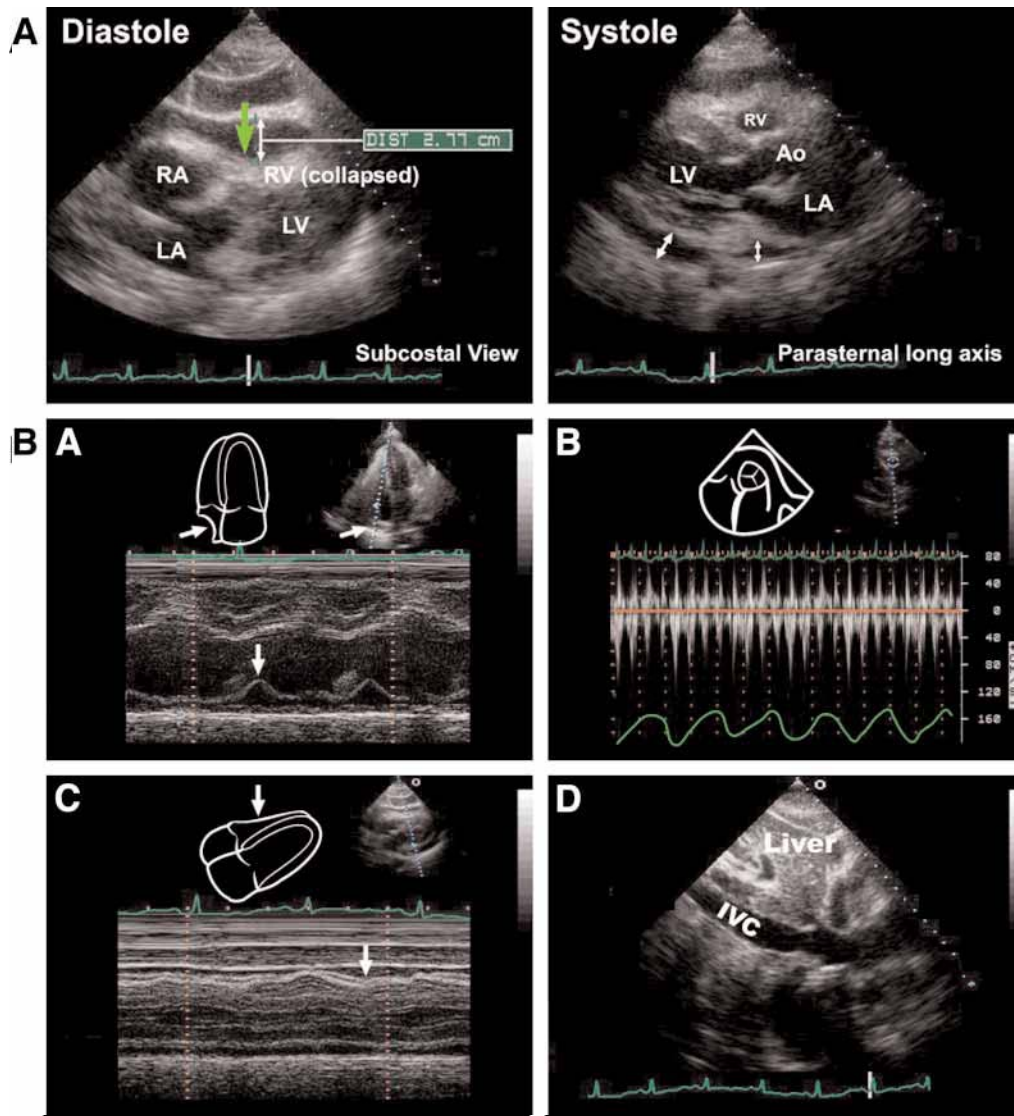 A
Diastole
DIST 2.77 cm
RA
RV (collapsed)
LV
LA
Subcostal View
Systole
RV
Ao
LV
LA
Parasternal long axis
B
A
B
80
40
0
40
80
120
160
C
D
Liver
IVC